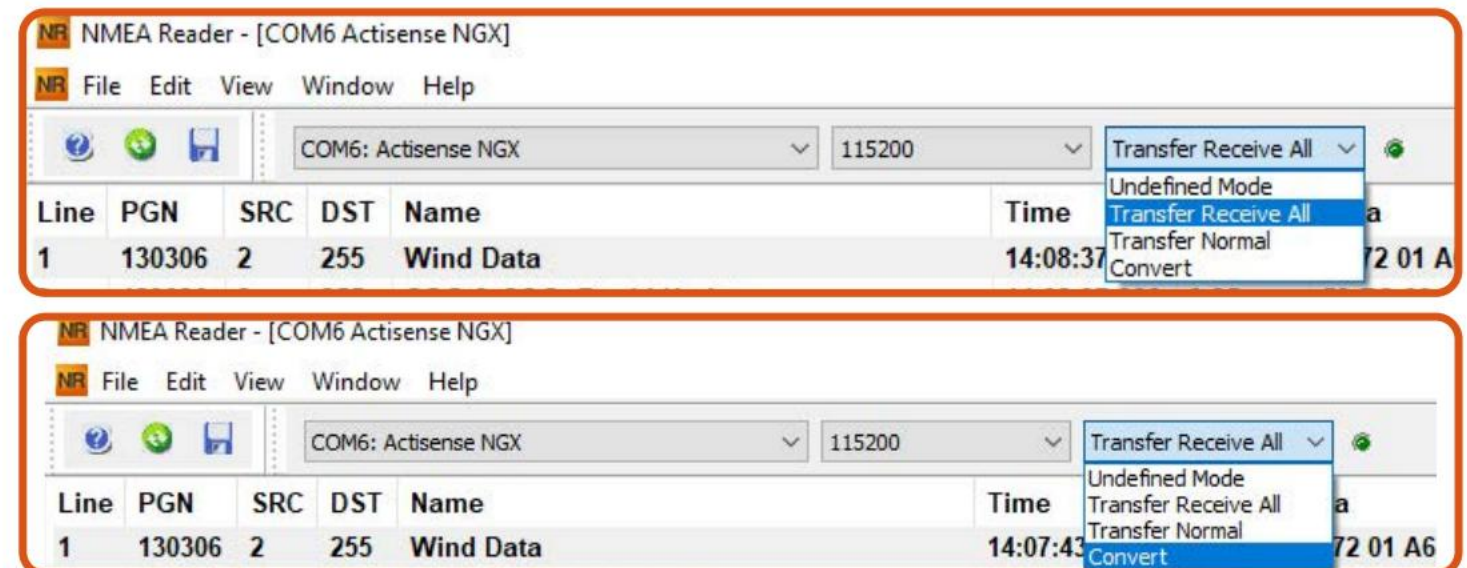 NR NMEA Reader - [COM6 Actisense NGX]
NR File Edit View Window Help
COM6: Actisense NGX 115200 Transfer Receive All
Undefined Mode
Line PGN SRC DST Name Time Transfer Receive All a
Transfer Normal
1 130306 2 255 Wind Data 14:08:37 Convert 72 01 A
NR NMEA Reader - [COM6 Actisense NGX]
NR File Edit View Window Help
COM6: Actisense NGX 115200 Transfer Receive All
Undefined Mode
Line PGN SRC DST Name Time Transfer Receive All a
Transfer Normal
1 130306 2 255 Wind Data 14:07:43 Convert 72 01 A6